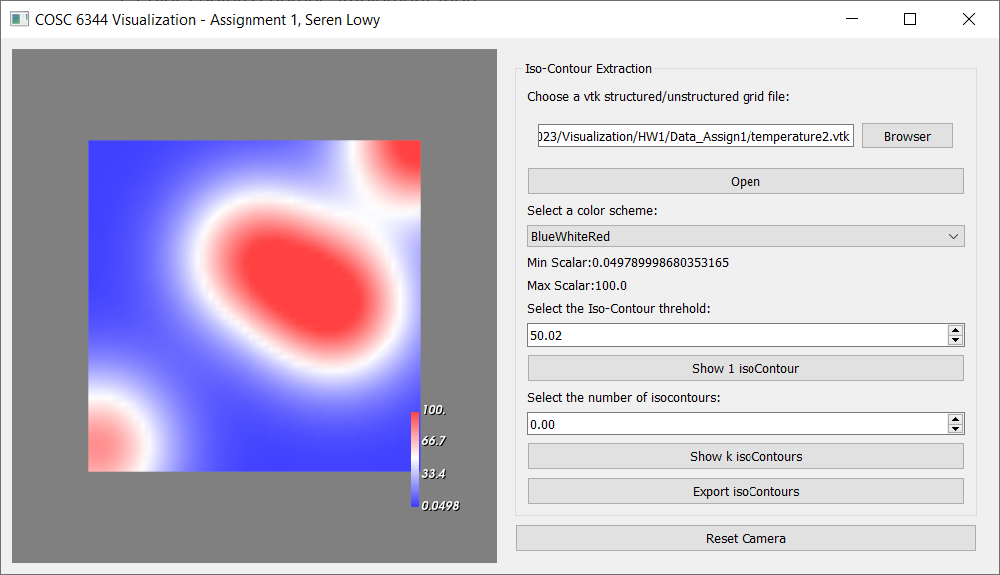 COSC 6344 Visualization - Assignment 1, Seren Lowy
Iso-Contour Extraction
Choose a vtk structured/unstructured grid file:
023/Visualization/HW1/Data_Assign1/temperature2.vtk
Browser
Open
Select a color scheme:
BlueWhiteRed
Min Scalar:0.049789998680353165
Max Scalar:100.0
Select the Iso-Contour threhold:
50.02
Show 1 isoContour
Select the number of isocontours:
0.00
Show k isoContours
Export isoContours
Reset Camera
100.
66.7
33.4
0.0498